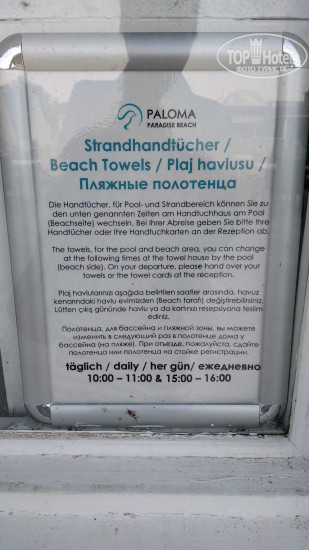 TOP Hotels
ФОТО ТУРИСТА
PALOMA
PARADISE BEACH
Strandhandtücher /
Beach Towels / Plaj havlusu /
Пляжные полотенца
Die Handtücher, für Pool- und Strandbereich können Sie zu
den unten genannten Zeiten am Handtuchhaus am Pool
(Beachseite) wechseln. Bei Ihrer Abreise geben Sie bitte Ihre
Handtücher oder Ihre Handtuchkarten an der Rezeption ab.
The towels, for the pool and beach area, you can change
at the following times at the towel house by the pool
(beach side). On your departure, please hand over your
towels or the towel cards at the reception.
Plaj havlularınızı aşağıda belirtilen saatler arasında, havuz
kenarındaki havlu evimizden (Beach tarafı) değiştirebilirsiniz.
Lütfen çıkış gününde havlu ya da kartınızı resepsiyona teslim
ediniz.
Полотенца, для бассейна и пляжной зоны, вы можете
изменить в следующий раз в полотенце дома у
бассейна (на пляже). При отъезде, пожалуйста, сдайте
полотенца или полотенца на стойке регистрации.
täglich / daily / her gün/ ежедневно
10:00 – 11:00 & 15:00 – 16:00